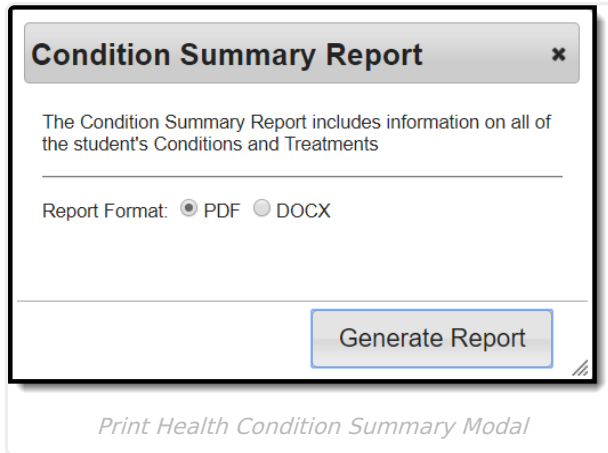 Condition Summary Report ×
The Condition Summary Report includes information on all of
the student's Conditions and Treatments
Report Format: PDF DOCX
Generate Report
Print Health Condition Summary Modal